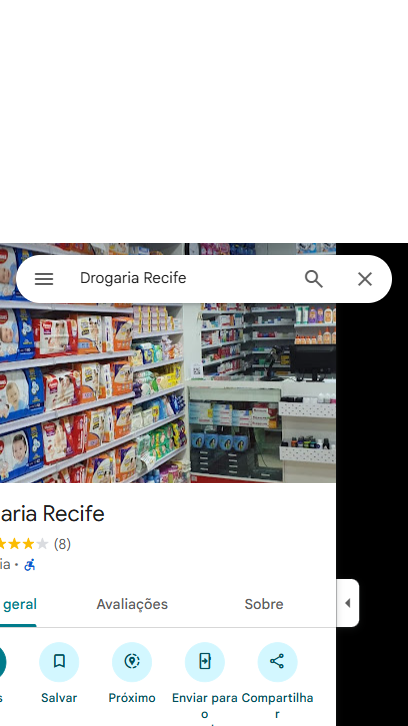 Drogaria Recife
aria Recife
(8)
ia ·
geral Avaliações Sobre
s Salvar Próximo Enviar para o Compartilhar